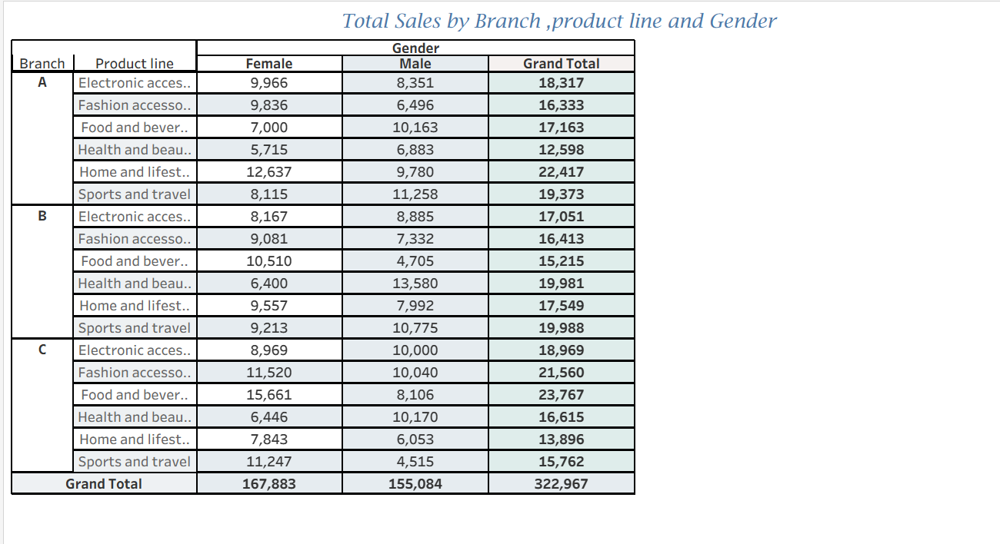 Total Sales by Branch ,product line and Gender
Gender
Branch Product line Female Male Grand Total
A Electronic acces.. 9,966 8,351 18,317
Fashion accesso.. 9,836 6,496 16,333
Food and bever.. 7,000 10,163 17,163
Health and beau.. 5,715 6,883 12,598
Home and lifest.. 12,637 9,780 22,417
Sports and travel 8,115 11,258 19,373
B Electronic acces.. 8,167 8,885 17,051
Fashion accesso.. 9,081 7,332 16,413
Food and bever.. 10,510 4,705 15,215
Health and beau.. 6,400 13,580 19,981
Home and lifest.. 9,557 7,992 17,549
Sports and travel 9,213 10,775 19,988
C Electronic acces.. 8,969 10,000 18,969
Fashion accesso.. 11,520 10,040 21,560
Food and bever.. 15,661 8,106 23,767
Health and beau.. 6,446 10,170 16,615
Home and lifest.. 7,843 6,053 13,896
Sports and travel 11,247 4,515 15,762
Grand Total 167,883 155,084 322,967